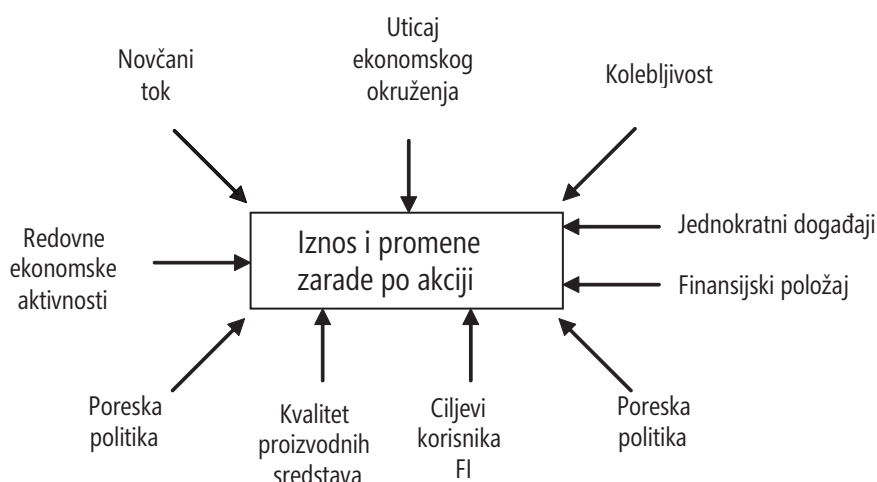 Novčani
tok
Uticaj
ekonomskog
okruženja
Kolebljivost
Redovne
ekonomske
aktivnosti
Iznos i promene
zarade po akciji
Jednokratni događaji
Finansijski položaj
Poreska
politika
Kvalitet
proizvodnih
sredstava
Ciljevi
korisnika
FI
Poreska
politika